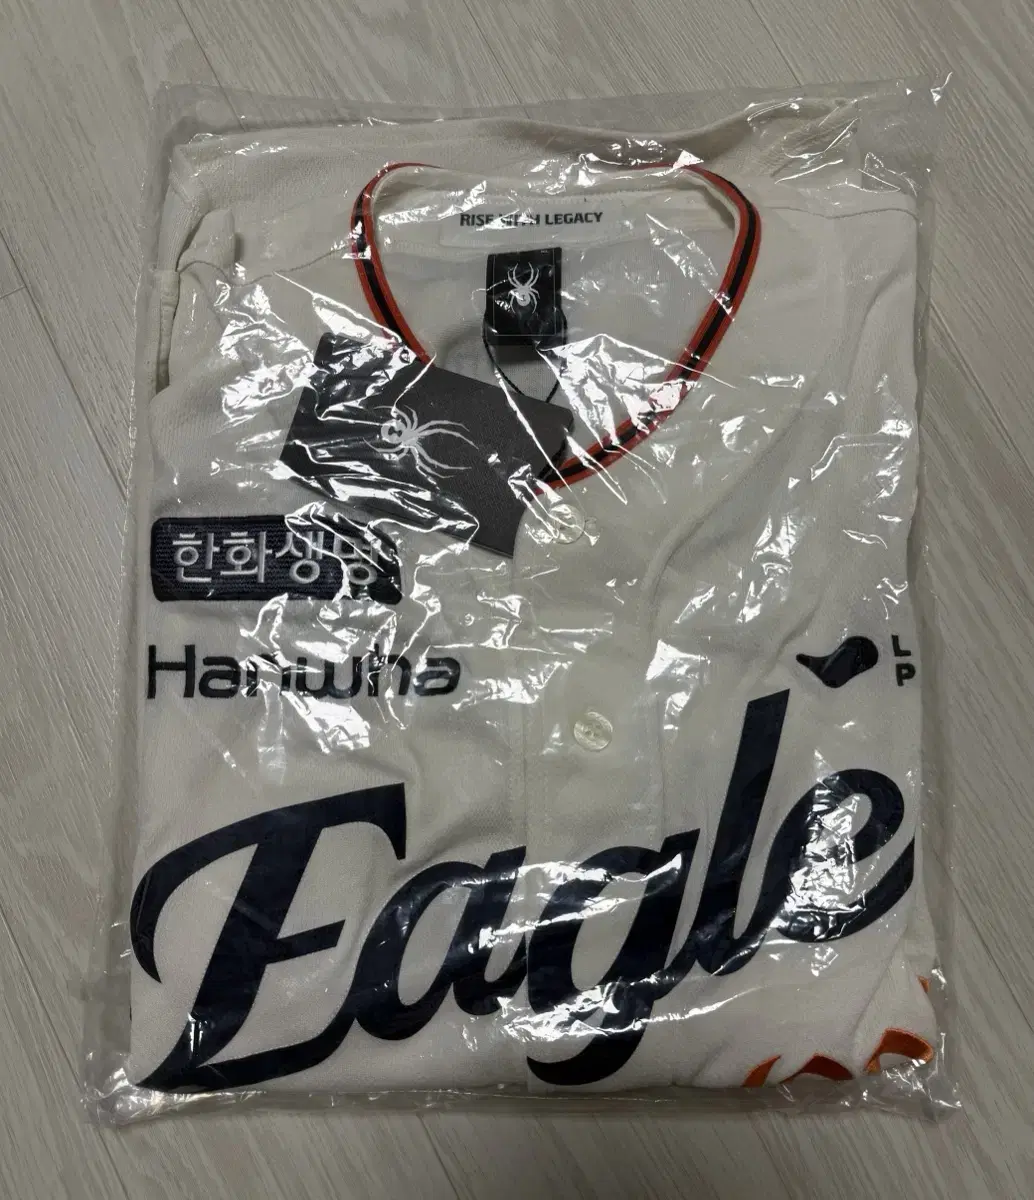 RISE WITH LEGACY
한화생명
Hanwha
L
P
Eagle